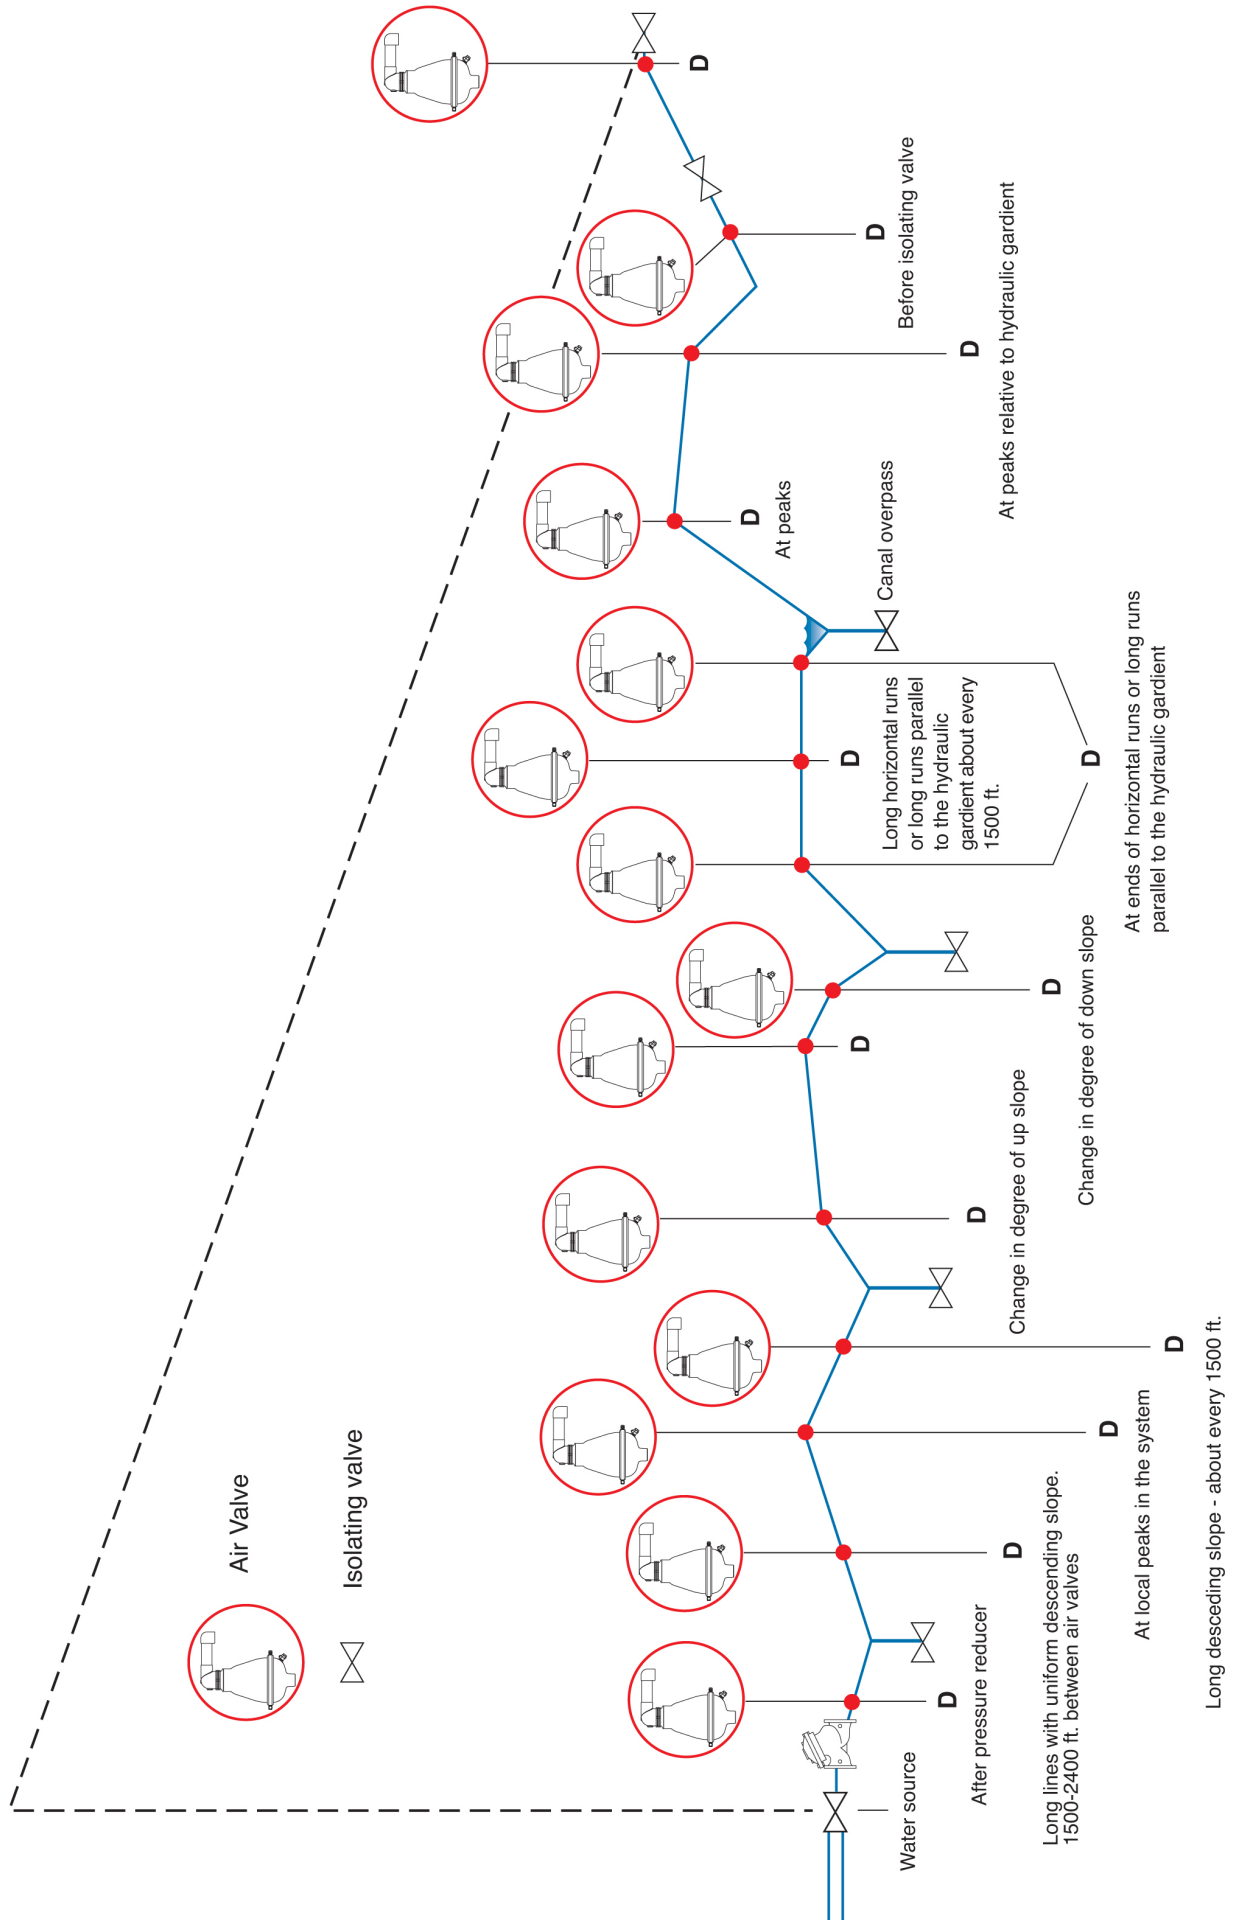 Air Valve
Isolating valve
Water source
D
After pressure reducer
D
Long lines with uniform descending slope.
1500-2400 ft. between air valves
D
At local peaks in the system
D
Long desceding slope - about every 1500 ft.
D
Change in degree of up slope
D
D
Change in degree of down slope
D
Long horizontal runs
or long runs parallel
to the hydraulic
gardient about every
1500 ft.
D
At ends of horizontal runs or long runs
parallel to the hydraulic gardient
Canal overpass
D
At peaks
D
At peaks relative to hydraulic gardient
D
Before isolating valve
D